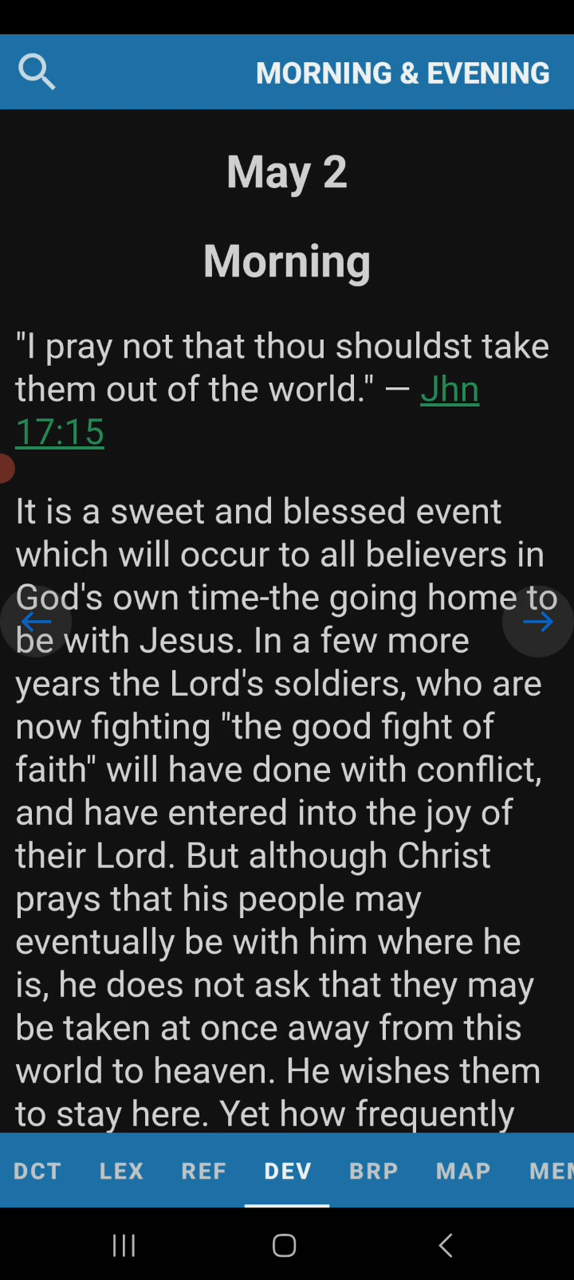 MORNING & EVENING
May 2
Morning
"I pray not that thou shouldst take
them out of the world." — Jhn
17:15
It is a sweet and blessed event
which will occur to all believers in
God's own time-the going home to
be with Jesus. In a few more
years the Lord's soldiers, who are
now fighting "the good fight of
faith" will have done with conflict,
and have entered into the joy of
their Lord. But although Christ
prays that his people may
eventually be with him where he
is, he does not ask that they may
be taken at once away from this
world to heaven. He wishes them
to stay here. Yet how frequently
DCT LEX REF DEV BRP MAP MEM